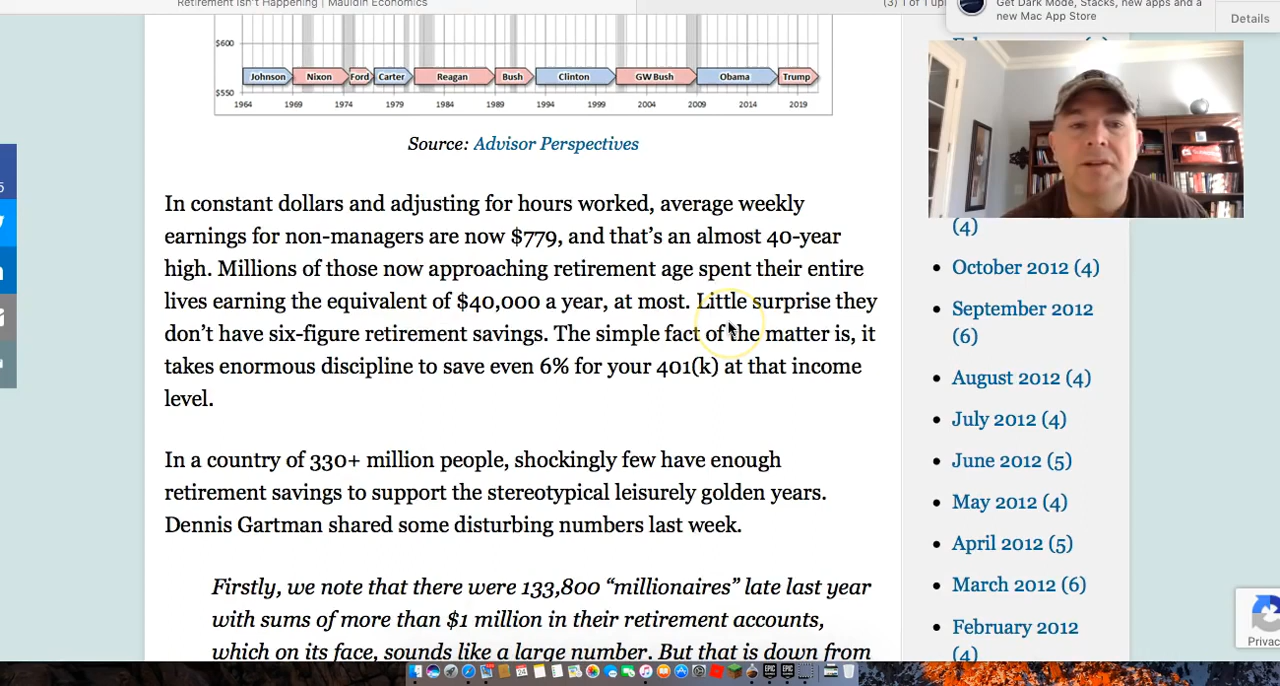 Retirement Isn't Happening | Mauldin Economics
Get Dark Mode, Stacks, new apps and a
new Mac App Store
Details
$600
Johnson
Nixon
Ford
Carter
Reagan
Bush
Clinton
GW Bush
Obama
Trump
$550
1964
1969
1974
1979
1984
1989
1994
1999
2004
2009
2014
2019
Source: Advisor Perspectives
In constant dollars and adjusting for hours worked, average weekly
earnings for non-managers are now $779, and that's an almost 40-year
high. Millions of those now approaching retirement age spent their entire
lives earning the equivalent of $40,000 a year, at most. Little surprise they
don't have six-figure retirement savings. The simple fact of the matter is, it
takes enormous discipline to save even 6% for your 401(k) at that income
level.
In a country of 330+ million people, shockingly few have enough
retirement savings to support the stereotypical leisurely golden years.
Dennis Gartman shared some disturbing numbers last week.
Firstly, we note that there were 133,800 "millionaires" late last year
with sums of more than $1 million in their retirement accounts,
which on its face, sounds like a large number. But that is down from
(4)
October 2012 (4)
September 2012
(6)
August 2012 (4)
July 2012 (4)
June 2012 (5)
May 2012 (4)
April 2012 (5)
March 2012 (6)
February 2012
(4)